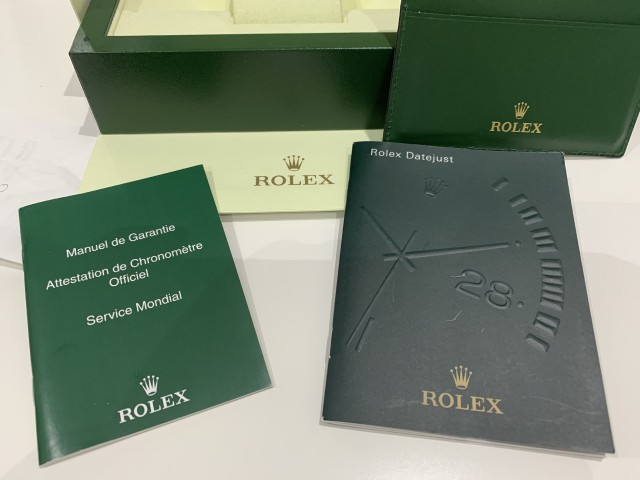 ROLEX
ROLEX
Rolex Datejust
28
ROLEX
Manuel de Garantie
Attestation de Chronomètre
Officiel
Service Mondial
ROLEX